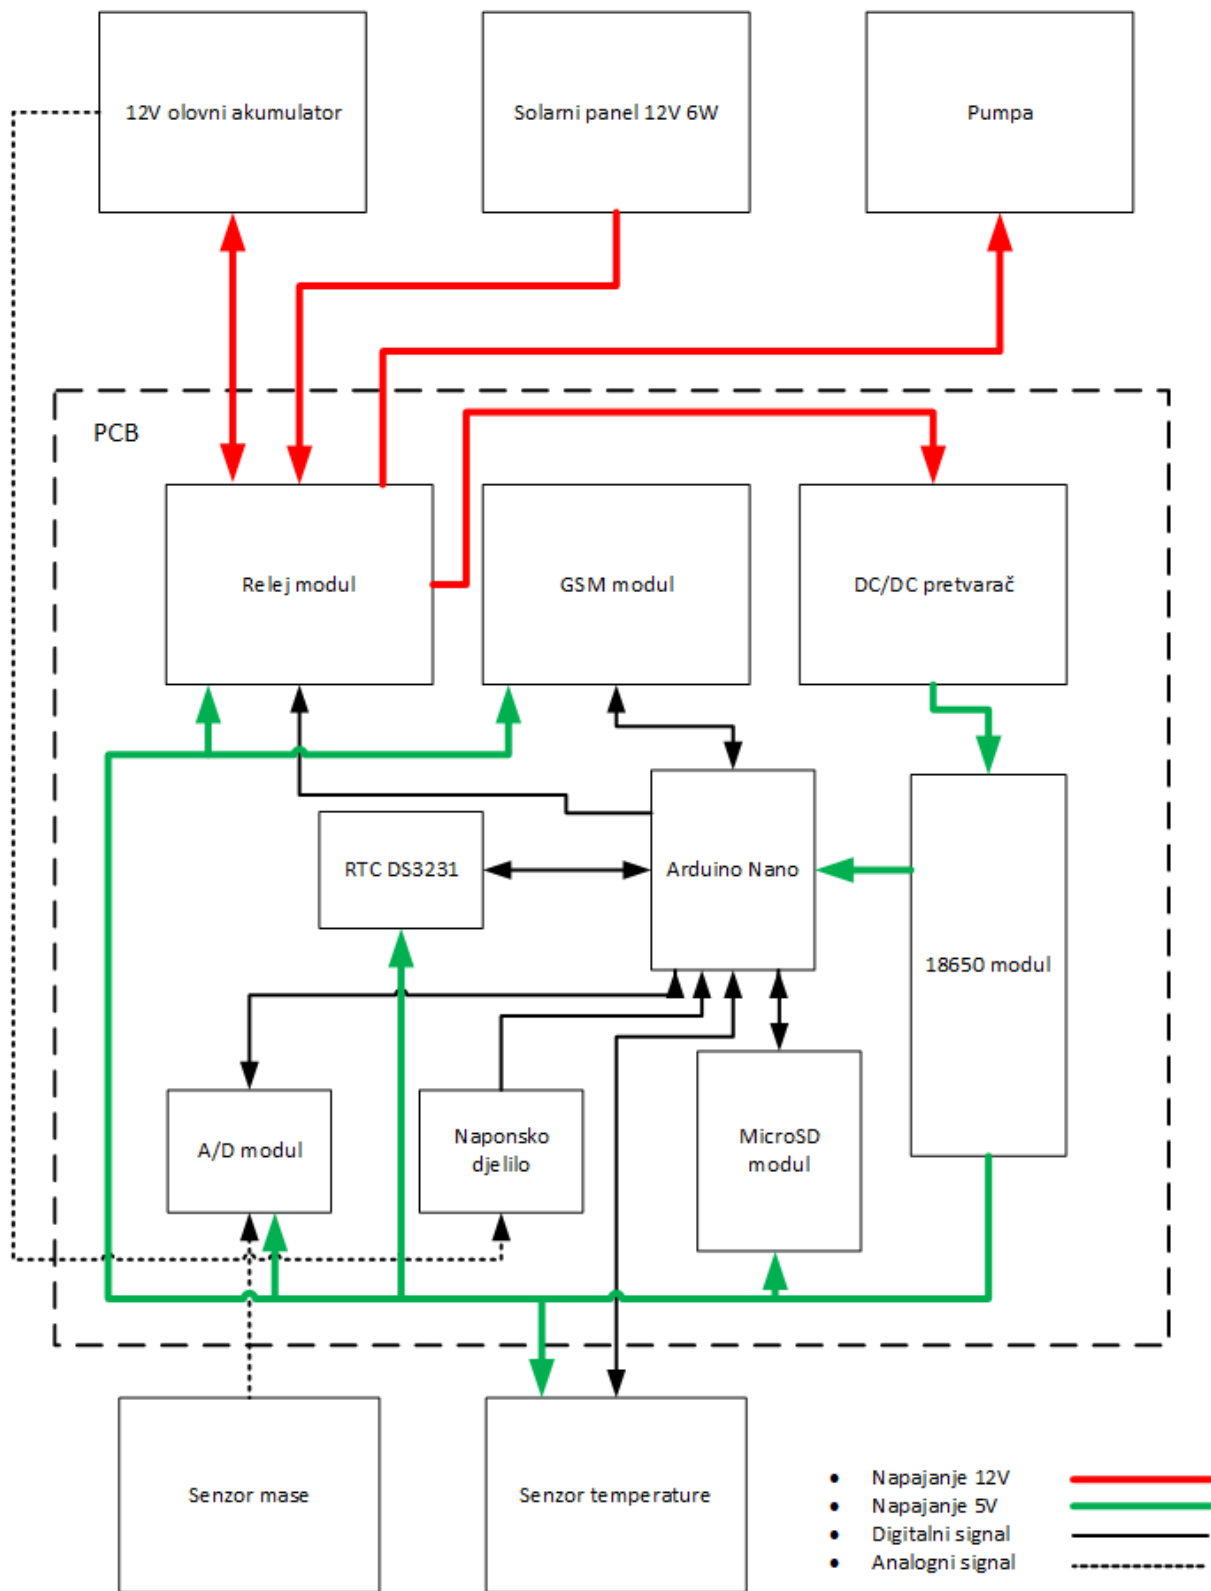 12V olovni akumulator
Solarni panel 12V 6W
Pumpa
PCB
Relej modul
GSM modul
DC/DC pretvarač
RTC DS3231
Arduino Nano
18650 modul
A/D modul
Naponsko
djelilo
MicroSD
modul
Senzor mase
Senzor temperature
• Napajanje 12V
• Napajanje 5V
• Digitalni signal
• Analogni signal